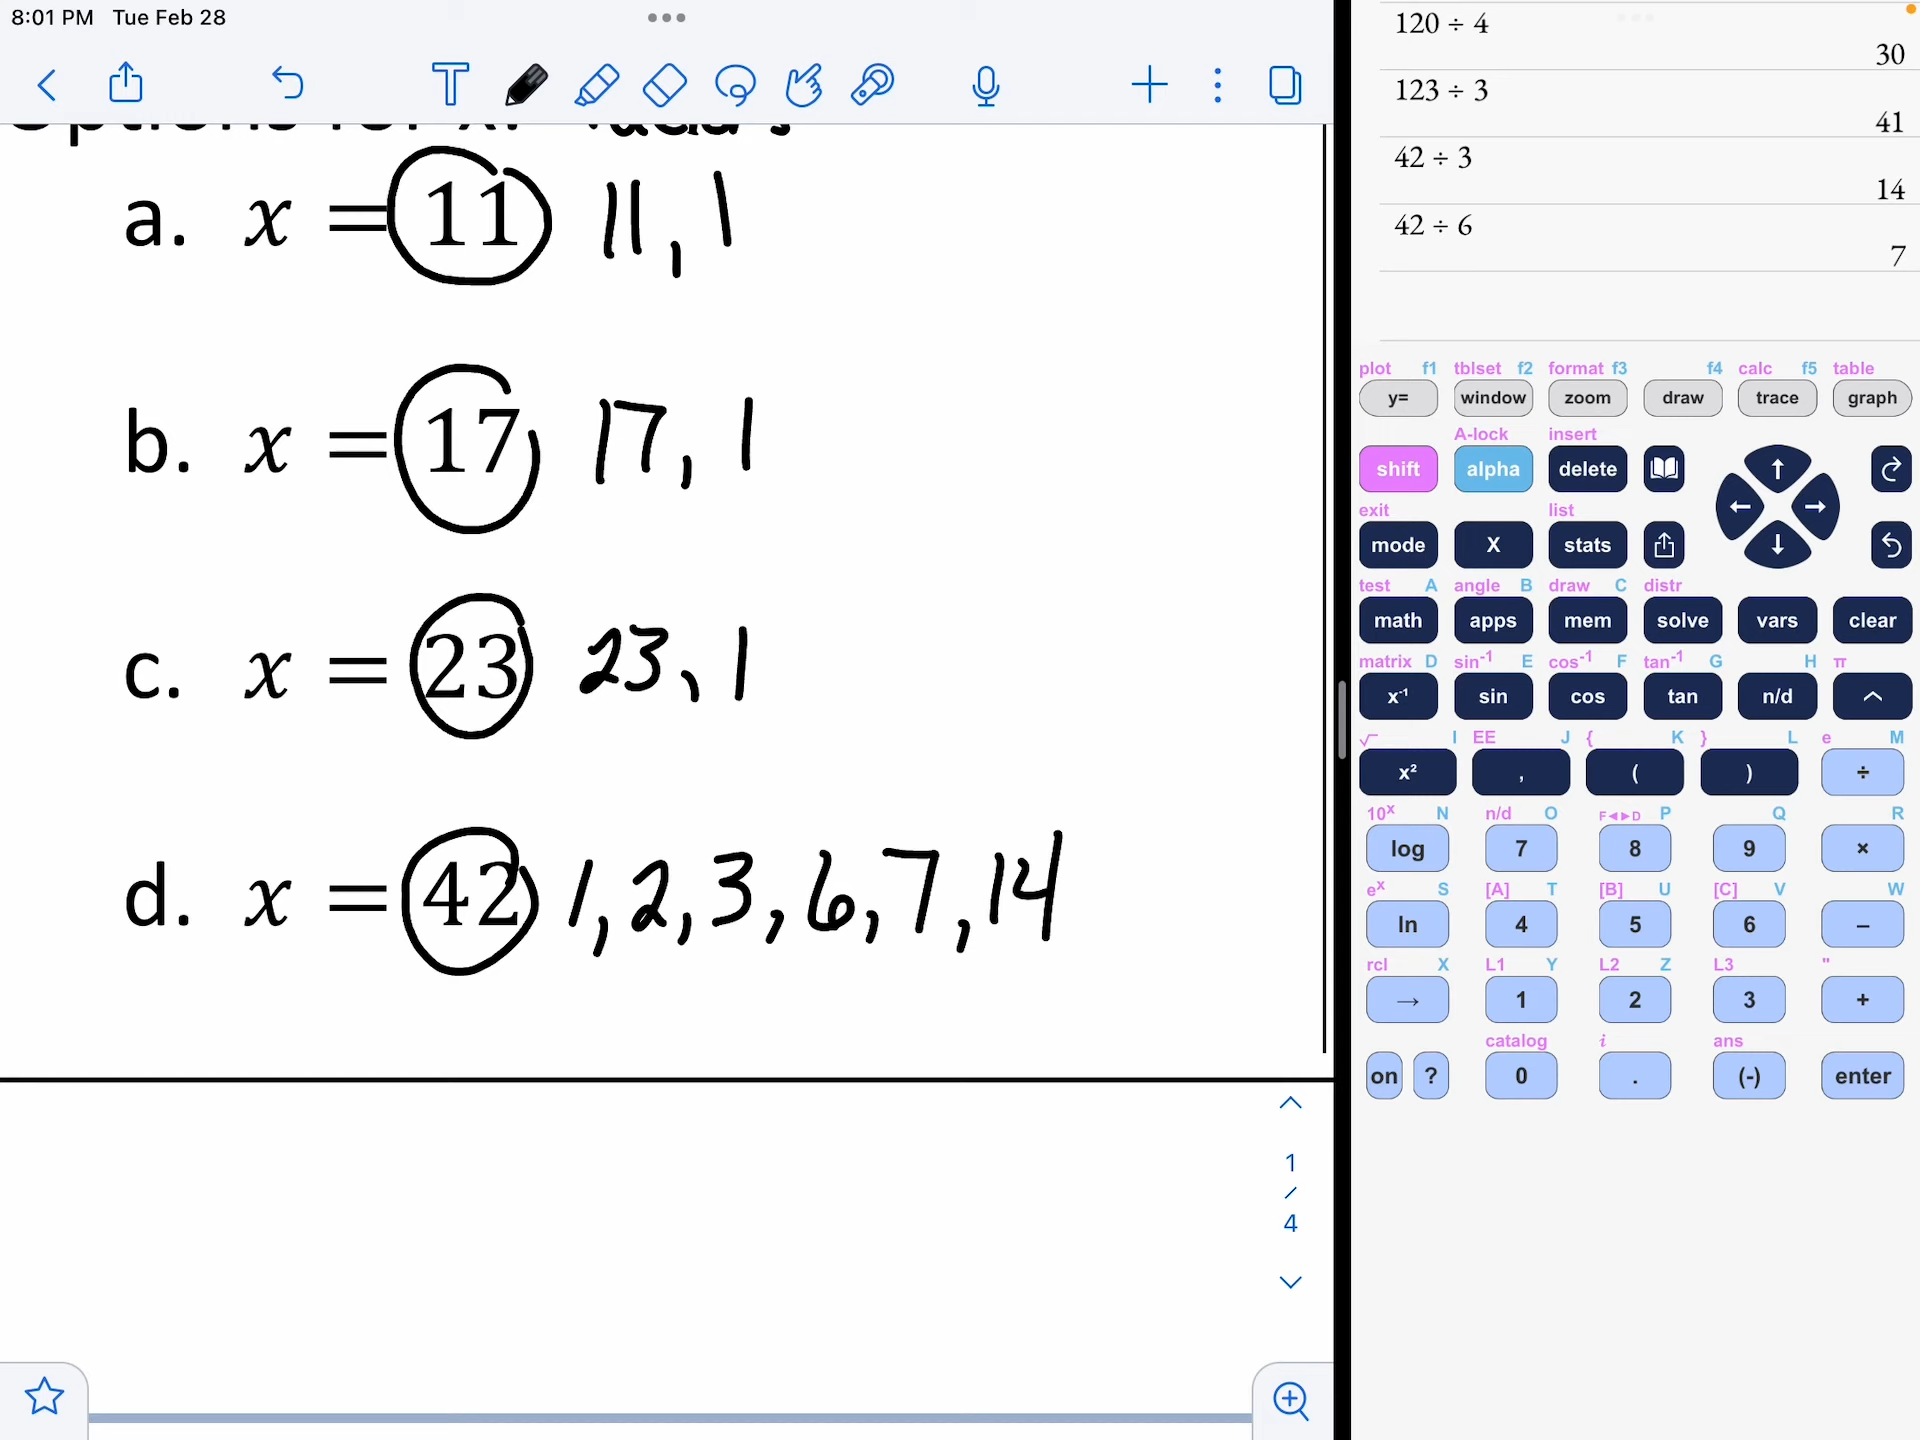 8:01 PM Tue Feb 28
Options for x:
a. x = 11 11, 1
b. x = 17 17, 1
c. x = 23 23, 1
d. x = 42 1, 2, 3, 6, 7, 14
1
/
4
120 ÷ 4
30
123 ÷ 3
41
42 ÷ 3
14
42 ÷ 6
7
plot f1 tblset f2 format f3 f4 calc f5 table
y= window zoom draw trace graph
A-lock insert
shift alpha delete
exit list
mode X stats
test A angle B draw C distr
math apps mem solve vars clear
matrix D sin⁻¹ E cos⁻¹ F tan⁻¹ G H π
x⁻¹ sin cos tan n/d ^
√ I EE J { K } L e M
x² , ( ) ÷
10ˣ N n/d O F◄►D P Q R
log 7 8 9 ×
eˣ S [A] T [B] U [C] V W
ln 4 5 6 −
rcl X L1 Y L2 Z L3 "
→ 1 2 3 +
catalog i ans
on ? 0 . (-) enter